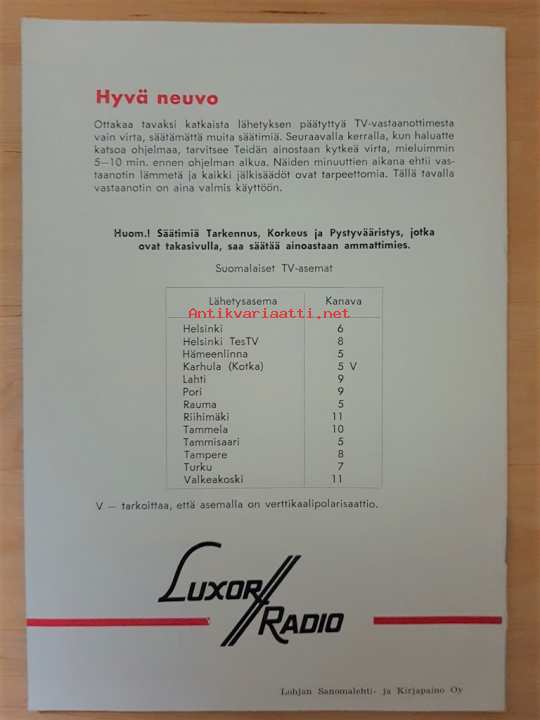 Hyvä neuvo
Ottakaa tavaksi katkaista lähetyksen päätyttyä TV-vastaanottimesta
vain virta, säätämättä muita säätimiä. Seuraavalla kerralla, kun haluatte
katsoa ohjelmaa, tarvitsee Teidän ainostaan kytkeä virta, mieluimmin
5—10 min. ennen ohjelman alkua. Näiden minuuttien aikana ehtii vas-
taanotin lämmetä ja kaikki jälkisäädöt ovat tarpeettomia. Tällä tavalla
vastaanotin on aina valmis käyttöön.
Huom.! Säätimiä Tarkennus, Korkeus ja Pystyvääristys, jotka
ovat takasivulla, saa säätää ainoastaan ammattimies.
Suomalaiset TV-asemat
Lähetysasema Kanava
Antikvariaatti.net
Helsinki 6
Helsinki TesTV 8
Hämeenlinna 5
Karhula (Kotka) 5 V
Lahti 9
Pori 9
Rauma 5
Riihimäki 11
Tammela 10
Tammisaari 5
Tampere 8
Turku 7
Valkeakoski 11
V — tarkoittaa, että asemalla on verttikaalipolarisaattio.
LUXOR
RADIO
Lohjan Sanomalehti- ja Kirjapaino Oy